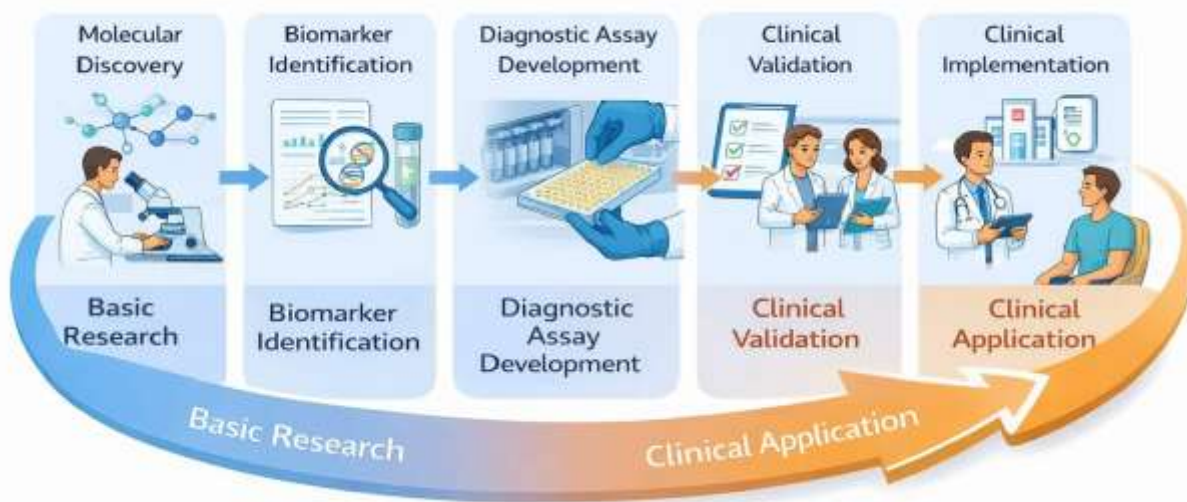 Molecular
Discovery
Biomarker
Identification
Diagnostic Assay
Development
Clinical
Validation
Clinical
Implementation
Basic
Research
Biomarker
Identification
Diagnostic
Assay
Development
Clinical
Validation
Clinical
Application
Basic Research
Clinical Application